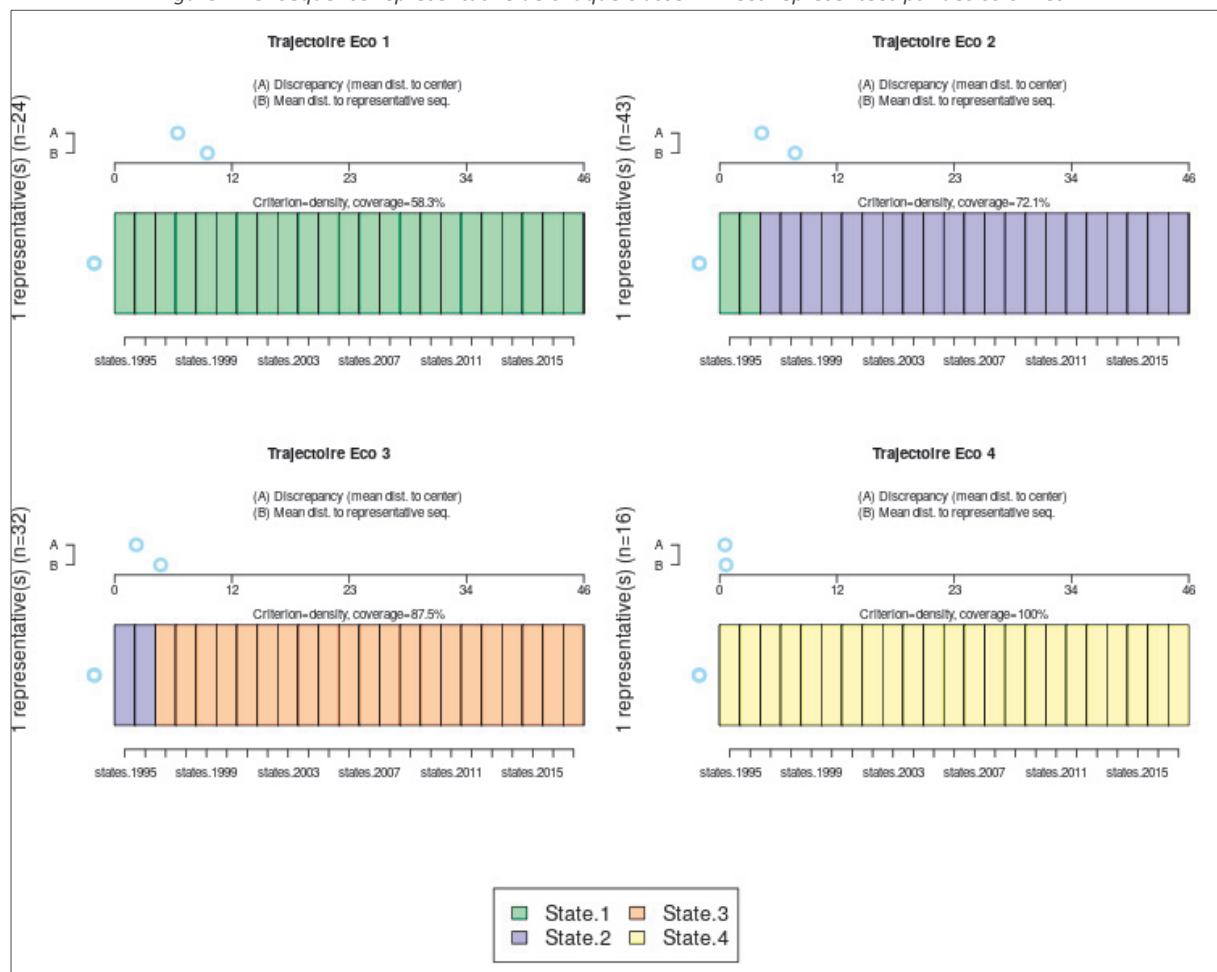 Trajectoire Eco 1
(A) Discrepancy (mean dist. to center)
(B) Mean dist. to representative seq.
1 representative(s) (n=24)
A
B
0 12 23 34 46
Criterion=density, coverage=58.3%
states.1995 states.1999 states.2003 states.2007 states.2011 states.2015
Trajectoire Eco 2
(A) Discrepancy (mean dist. to center)
(B) Mean dist. to representative seq.
1 representative(s) (n=43)
A
B
0 12 23 34 46
Criterion=density, coverage=72.1%
states.1995 states.1999 states.2003 states.2007 states.2011 states.2015
Trajectoire Eco 3
(A) Discrepancy (mean dist. to center)
(B) Mean dist. to representative seq.
1 representative(s) (n=32)
A
B
0 12 23 34 46
Criterion=density, coverage=87.5%
states.1995 states.1999 states.2003 states.2007 states.2011 states.2015
Trajectoire Eco 4
(A) Discrepancy (mean dist. to center)
(B) Mean dist. to representative seq.
1 representative(s) (n=16)
A
B
0 12 23 34 46
Criterion=density, coverage=100%
states.1995 states.1999 states.2003 states.2007 states.2011 states.2015
State.1 State.3
State.2 State.4